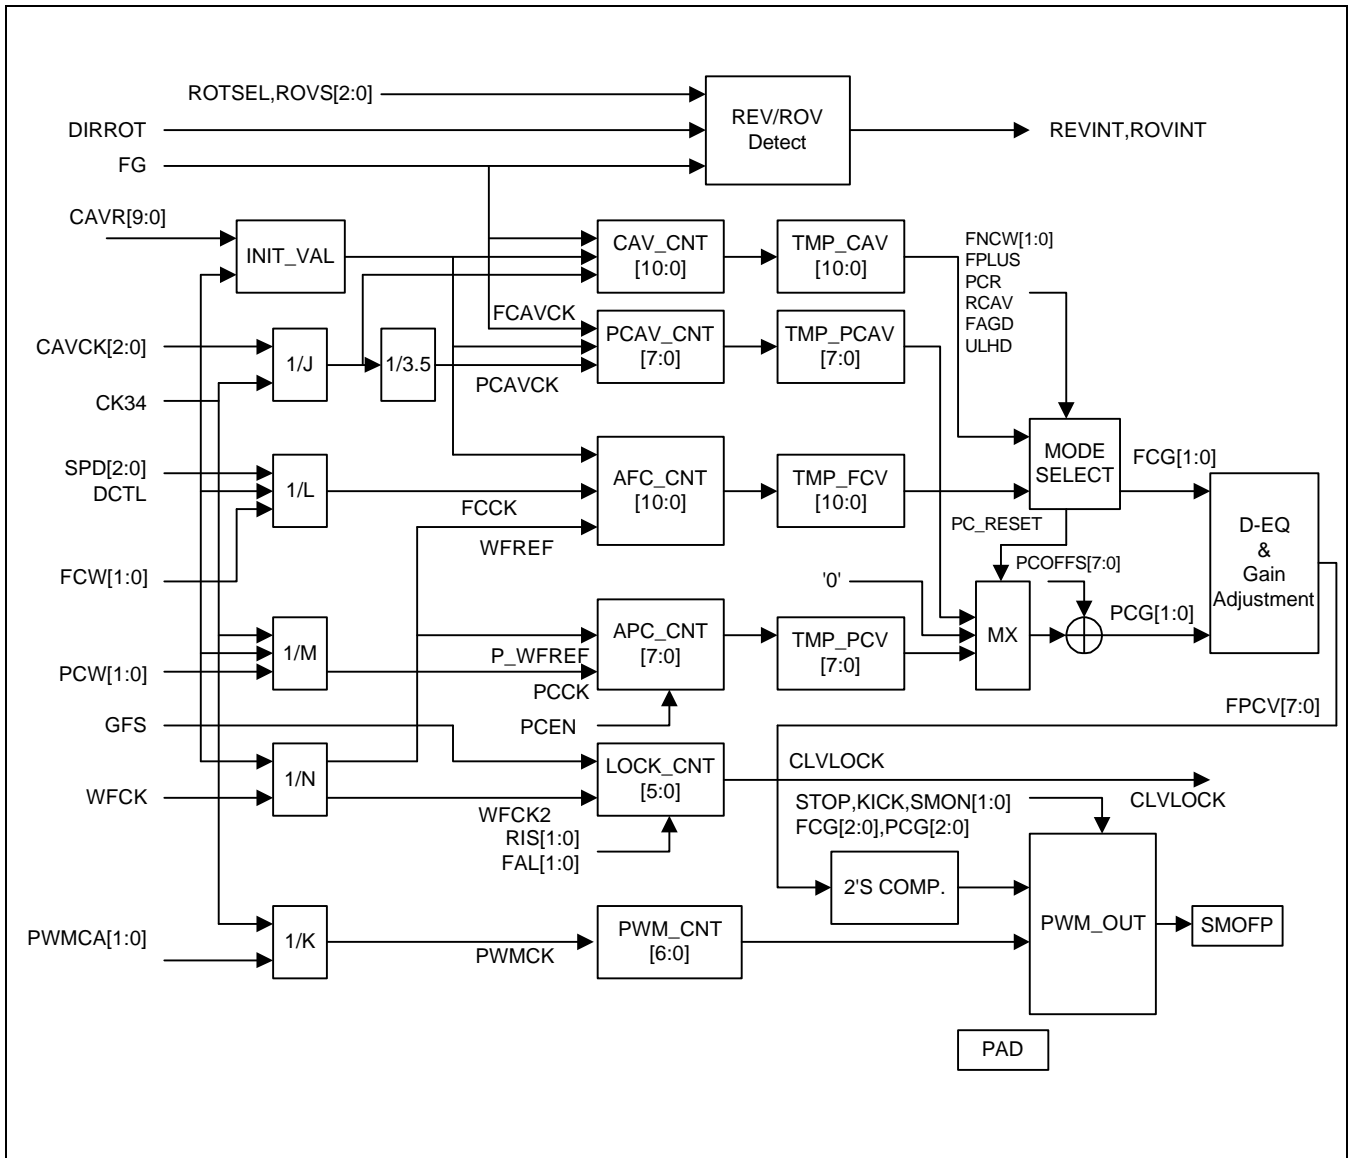 ROTSEL,ROVS[2:0]
DIRROT
FG
REV/ROV
Detect
REVINT,ROVINT
CAVR[9:0]
INIT_VAL
CAV_CNT
[10:0]
TMP_CAV
[10:0]
FNCW[1:0]
FPLUS
PCR
RCAV
FAGD
ULHD
FCAVCK
CAVCK[2:0]
1/J
1/3.5
PCAVCK
PCAV_CNT
[7:0]
TMP_PCAV
[7:0]
CK34
SPD[2:0]
DCTL
1/L
FCCK
WFREF
AFC_CNT
[10:0]
TMP_FCV
[10:0]
MODE
SELECT
FCG[1:0]
PC_RESET
D-EQ
&
Gain
Adjustment
FCW[1:0]
'0'
PCOFFS[7:0]
MX
PCG[1:0]
PCW[1:0]
1/M
P_WFREF
PCCK
APC_CNT
[7:0]
TMP_PCV
[7:0]
PCEN
GFS
FPCV[7:0]
WFCK
1/N
WFCK2
RIS[1:0]
FAL[1:0]
LOCK_CNT
[5:0]
CLVLOCK
CLVLOCK
STOP,KICK,SMON[1:0]
FCG[2:0],PCG[2:0]
2'S COMP.
PWM_OUT
SMOFP
PWMCA[1:0]
1/K
PWMCK
PWM_CNT
[6:0]
PAD